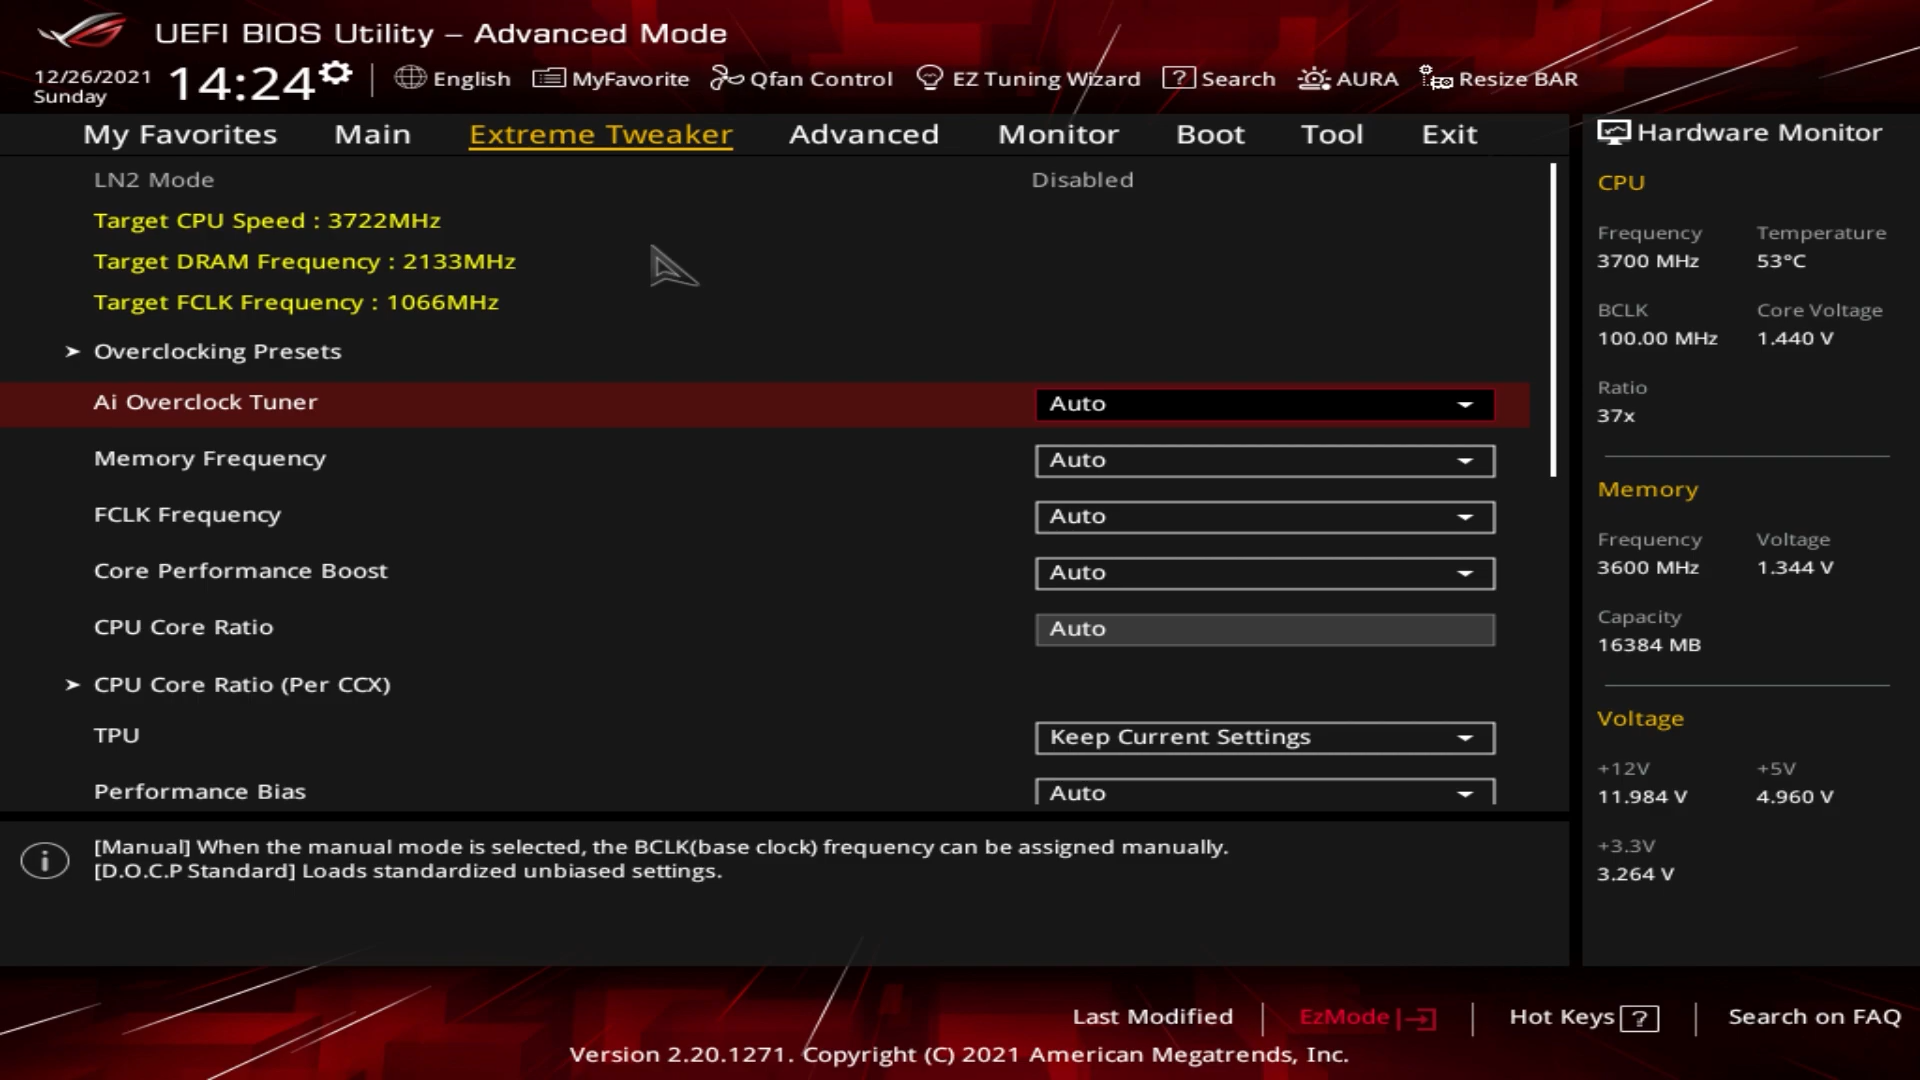 UEFI BIOS Utility – Advanced Mode
12/26/2021
Sunday
14:24
English
MyFavorite
Qfan Control
EZ Tuning Wizard
? Search
AURA
Resize BAR
My Favorites
Main
Extreme Tweaker
Advanced
Monitor
Boot
Tool
Exit
LN2 Mode Disabled
Target CPU Speed : 3722MHz
Target DRAM Frequency : 2133MHz
Target FCLK Frequency : 1066MHz
Overclocking Presets
Ai Overclock Tuner Auto
Memory Frequency Auto
FCLK Frequency Auto
Core Performance Boost Auto
CPU Core Ratio Auto
CPU Core Ratio (Per CCX)
TPU Keep Current Settings
Performance Bias Auto
[Manual] When the manual mode is selected, the BCLK(base clock) frequency can be assigned manually.
[D.O.C.P Standard] Loads standardized unbiased settings.
Hardware Monitor
CPU
Frequency Temperature
3700 MHz 53°C
BCLK Core Voltage
100.00 MHz 1.440 V
Ratio
37x
Memory
Frequency Voltage
3600 MHz 1.344 V
Capacity
16384 MB
Voltage
+12V +5V
11.984 V 4.960 V
+3.3V
3.264 V
Last Modified
EzMode
Hot Keys ?
Search on FAQ
Version 2.20.1271. Copyright (C) 2021 American Megatrends, Inc.